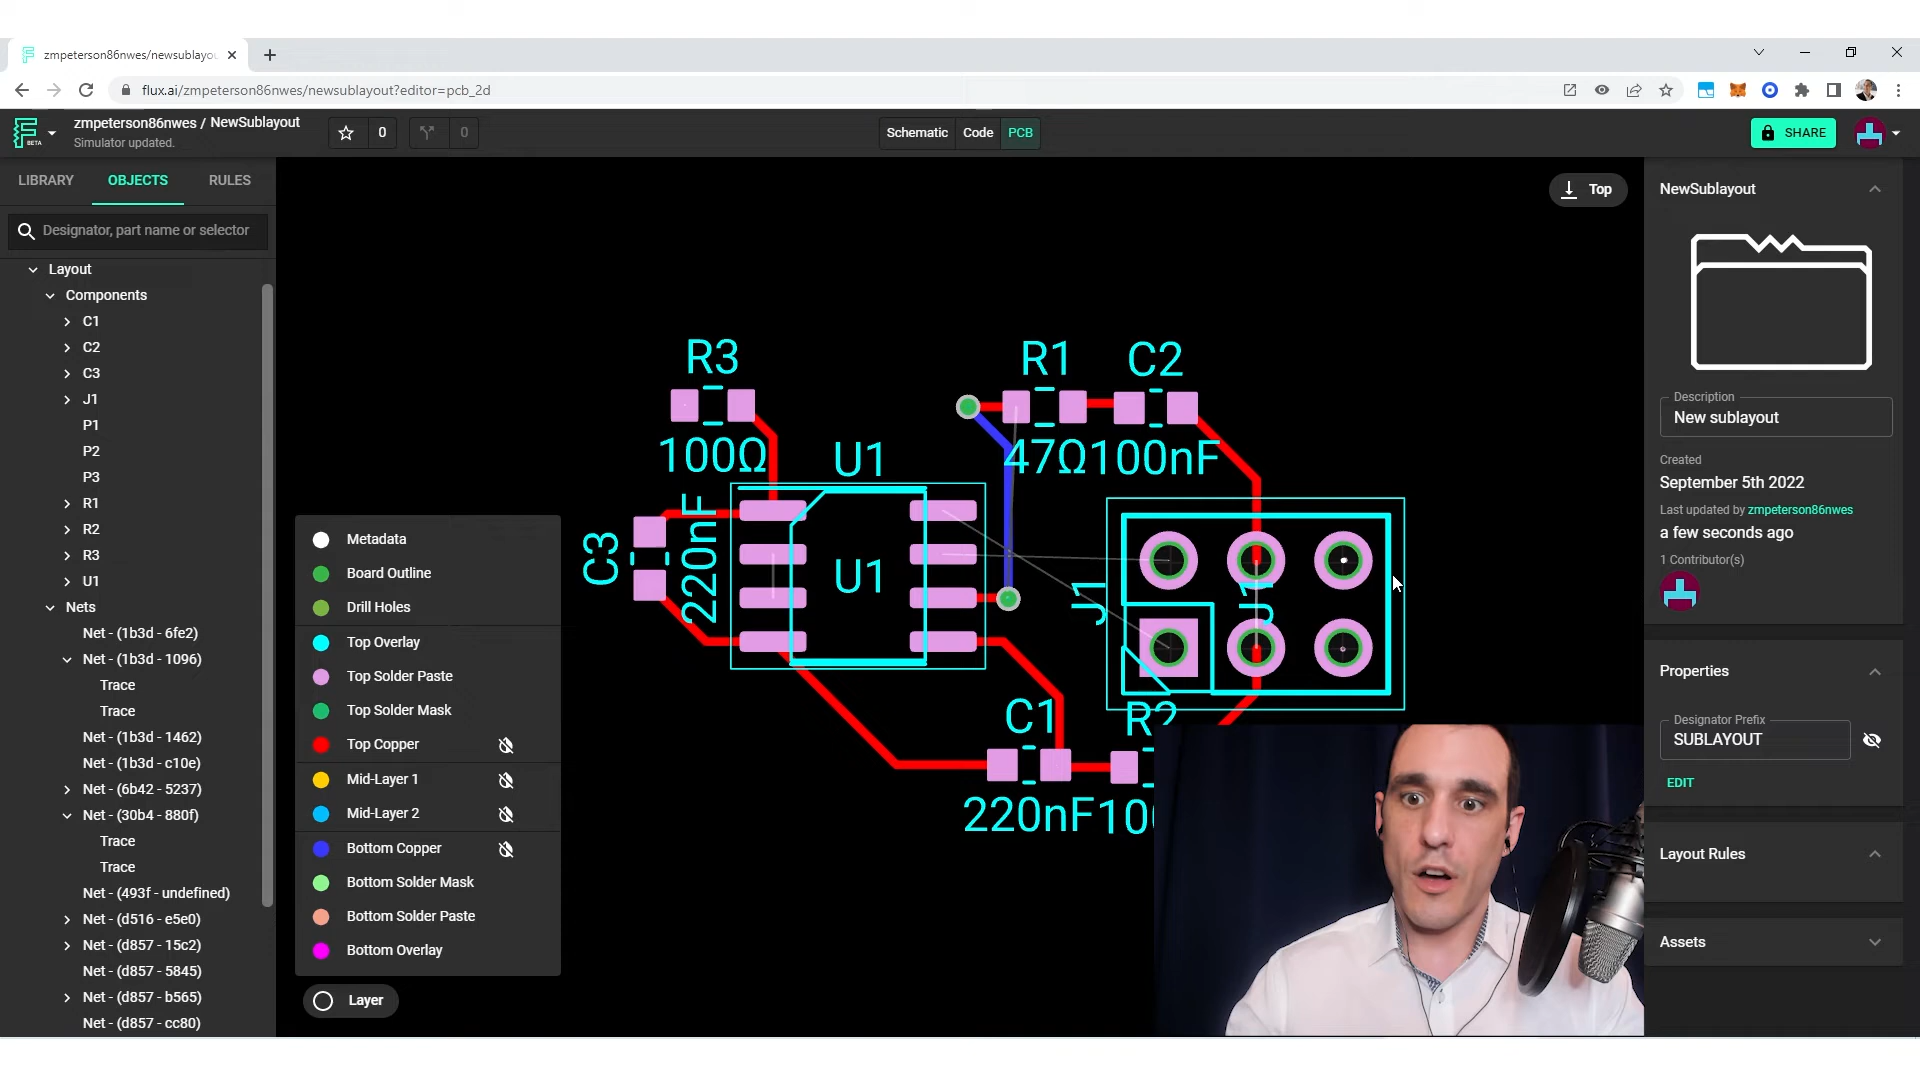 zmpeterson86nwes/newsublayou
flux.ai/zmpeterson86nwes/newsublayout?editor=pcb_2d
BETA
zmpeterson86nwes / NewSublayout
Simulator updated.
0
0
Schematic
Code
PCB
SHARE
LIBRARY
OBJECTS
RULES
Designator, part name or selector
Layout
Components
C1
C2
C3
J1
P1
P2
P3
R1
R2
R3
U1
Nets
Net - (1b3d - 6fe2)
Net - (1b3d - 1096)
Trace
Trace
Net - (1b3d - 1462)
Net - (1b3d - c10e)
Net - (6b42 - 5237)
Net - (30b4 - 880f)
Trace
Trace
Net - (493f - undefined)
Net - (d516 - e5e0)
Net - (d857 - 15c2)
Net - (d857 - 5845)
Net - (d857 - b565)
Net - (d857 - cc80)
Metadata
Board Outline
Drill Holes
Top Overlay
Top Solder Paste
Top Solder Mask
Top Copper
Mid-Layer 1
Mid-Layer 2
Bottom Copper
Bottom Solder Mask
Bottom Solder Paste
Bottom Overlay
Layer
Top
R3
100Ω
R1
C2
47Ω100nF
U1
U1
C3
220nF
J1
J1
C1
R2
220nF10
NewSublayout
Description
New sublayout
Created
September 5th 2022
Last updated by zmpeterson86nwes
a few seconds ago
1 Contributor(s)
Properties
Designator Prefix
SUBLAYOUT
EDIT
Layout Rules
Assets